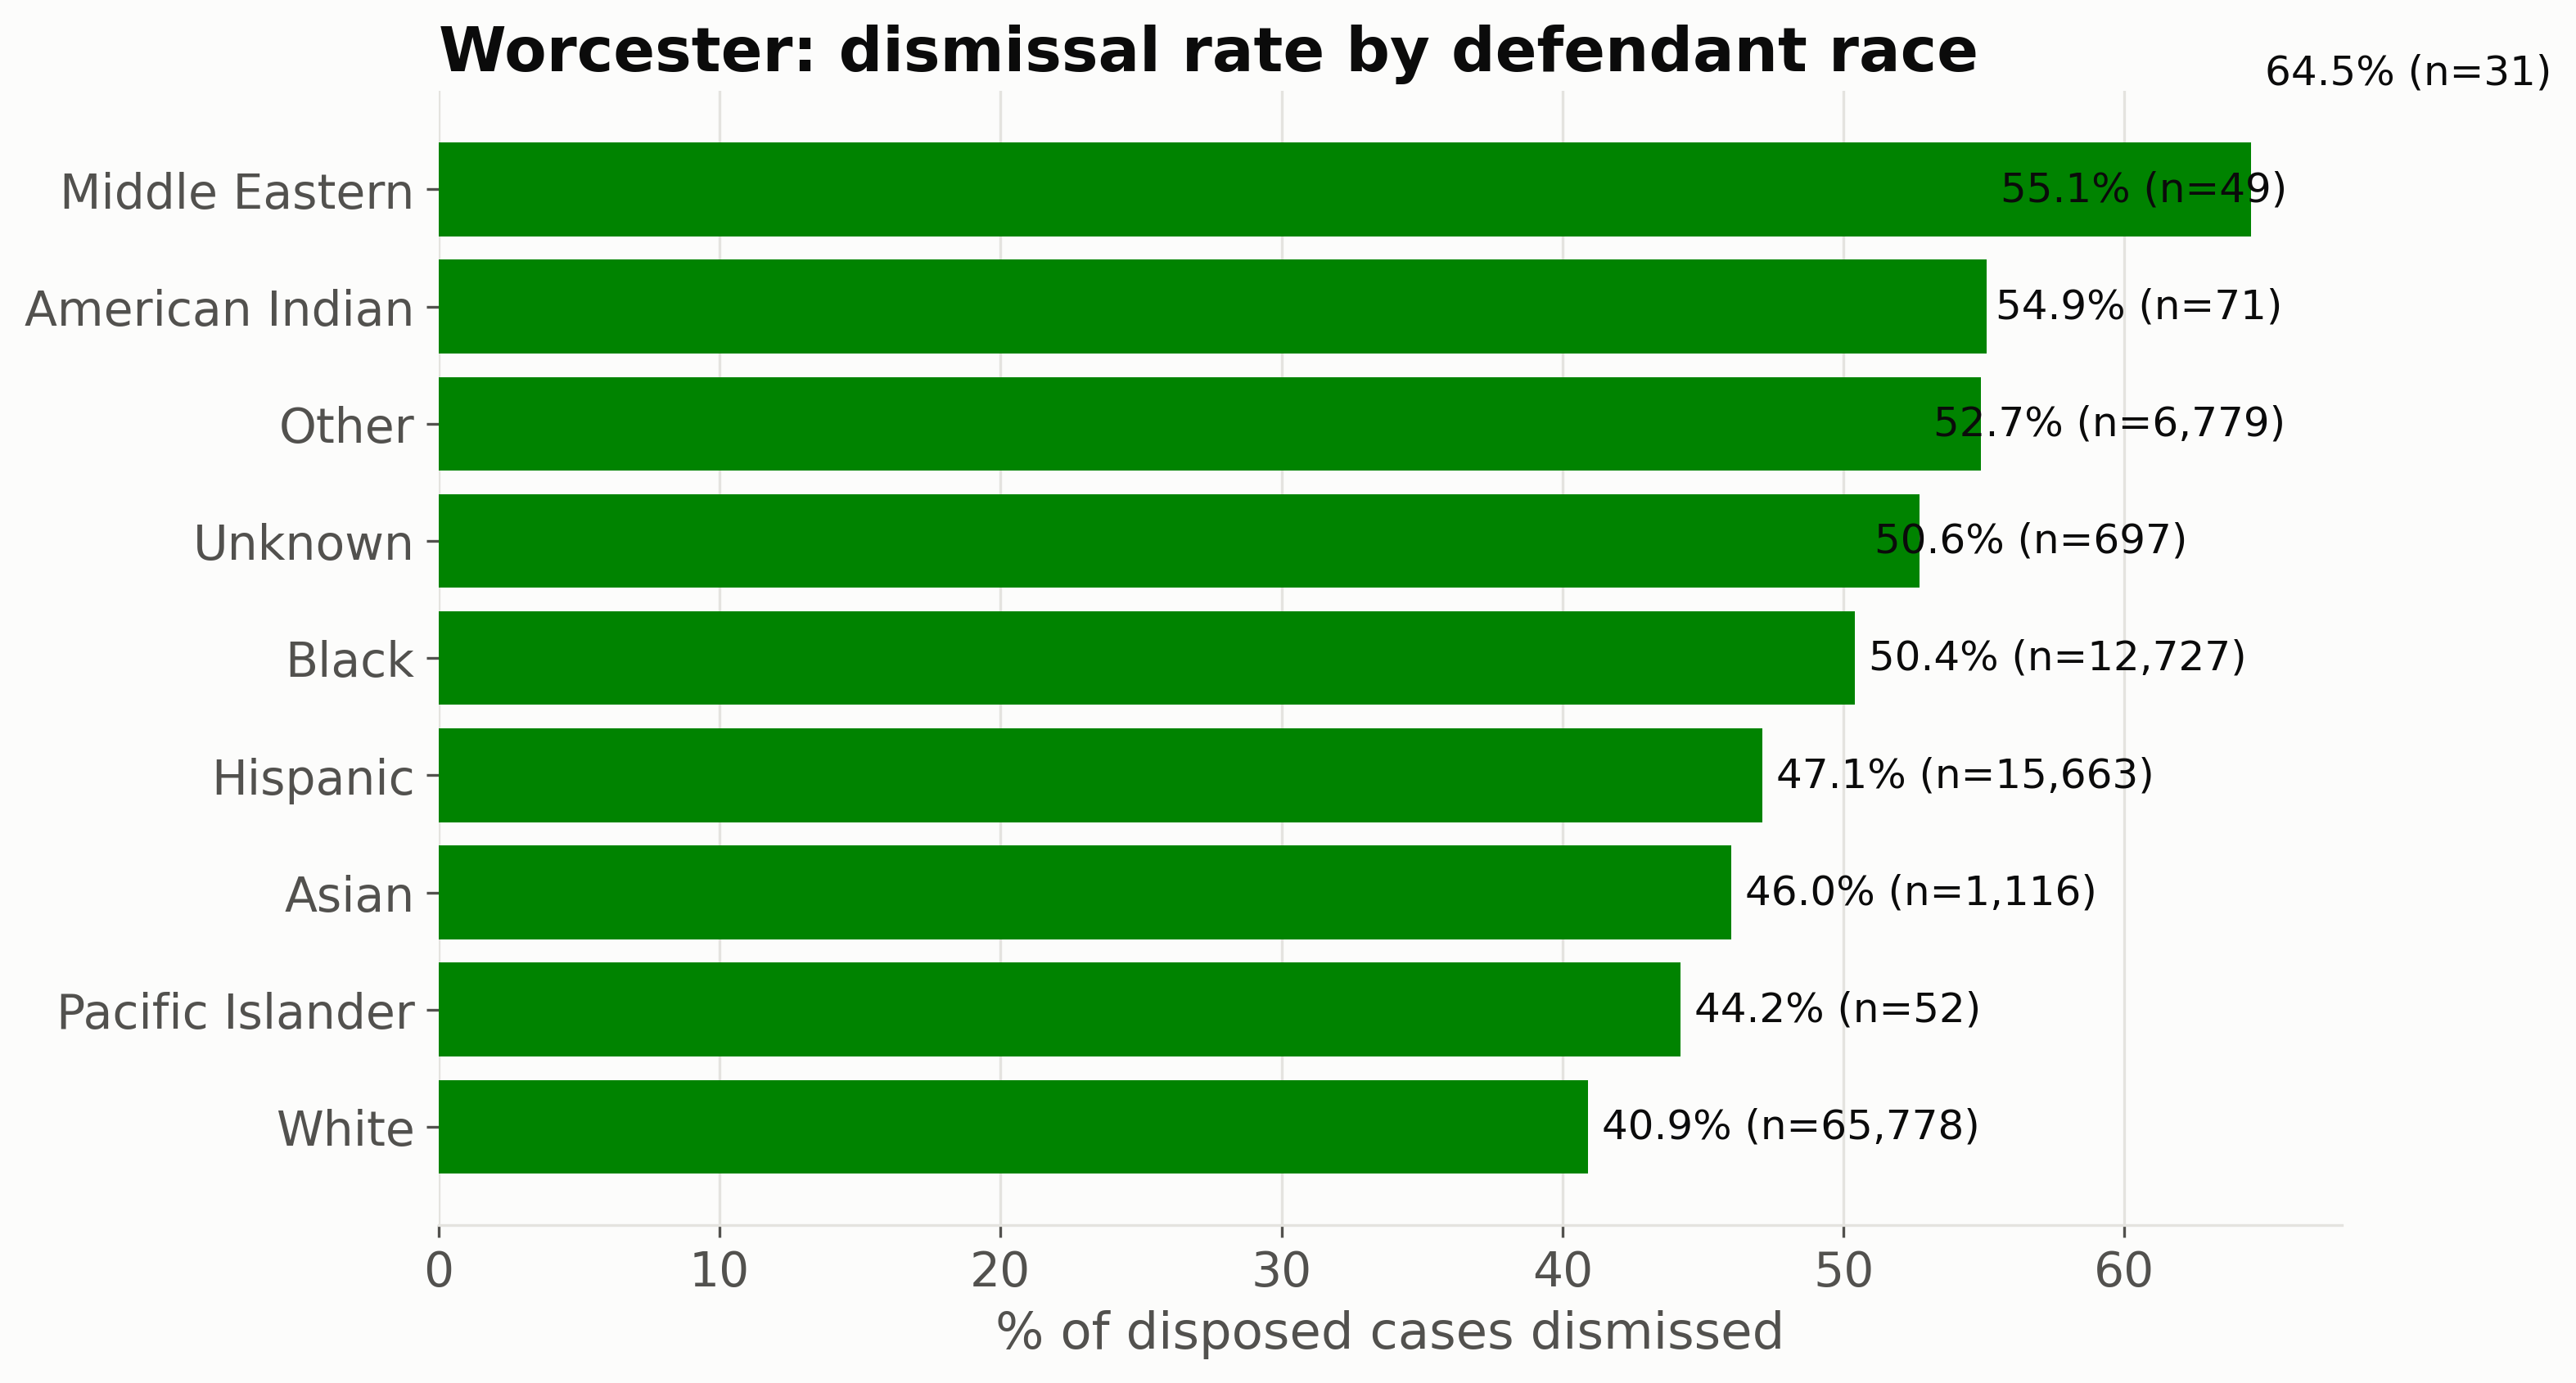 Worcester: dismissal rate by defendant race
64.5% (n=31)
Middle Eastern
55.1% (n=49)
American Indian
54.9% (n=71)
Other
52.7% (n=6,779)
Unknown
50.6% (n=697)
Black
50.4% (n=12,727)
Hispanic
47.1% (n=15,663)
Asian
46.0% (n=1,116)
Pacific Islander
44.2% (n=52)
White
40.9% (n=65,778)
0 10 20 30 40 50 60
% of disposed cases dismissed